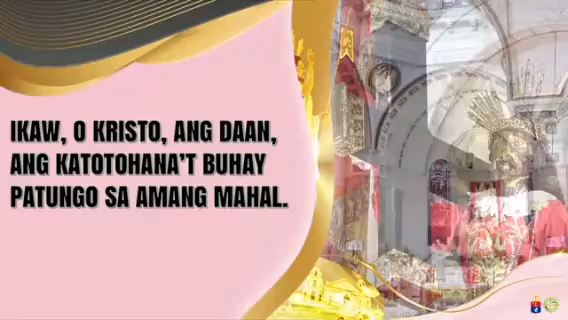 IKAW, O KRISTO, ANG DAAN,
ANG KATOTOHANA'T BUHAY
PATUNGO SA AMANG MAHAL.